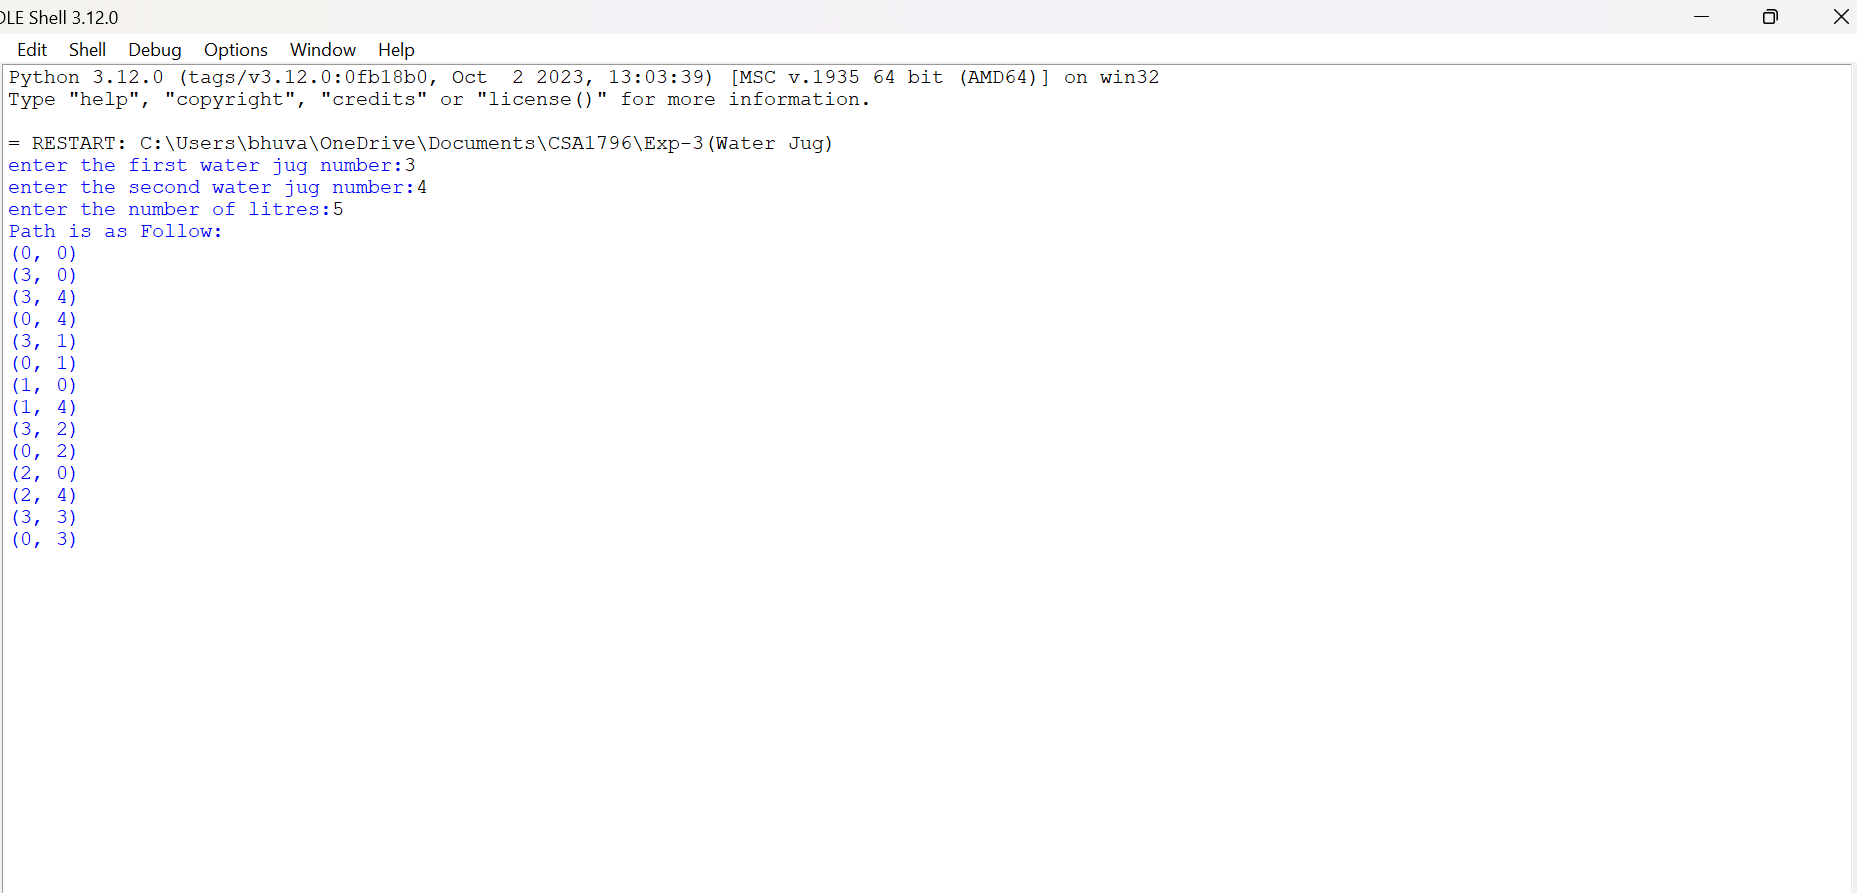 DLE Shell 3.12.0
Edit Shell Debug Options Window Help
Python 3.12.0 (tags/v3.12.0:0fb18b0, Oct  2 2023, 13:03:39) [MSC v.1935 64 bit (AMD64)] on win32
Type "help", "copyright", "credits" or "license()" for more information.
= RESTART: C:\Users\bhuva\OneDrive\Documents\CSA1796\Exp-3(Water Jug)
enter the first water jug number:3
enter the second water jug number:4
enter the number of litres:5
Path is as Follow:
(0, 0)
(3, 0)
(3, 4)
(0, 4)
(3, 1)
(0, 1)
(1, 0)
(1, 4)
(3, 2)
(0, 2)
(2, 0)
(2, 4)
(3, 3)
(0, 3)